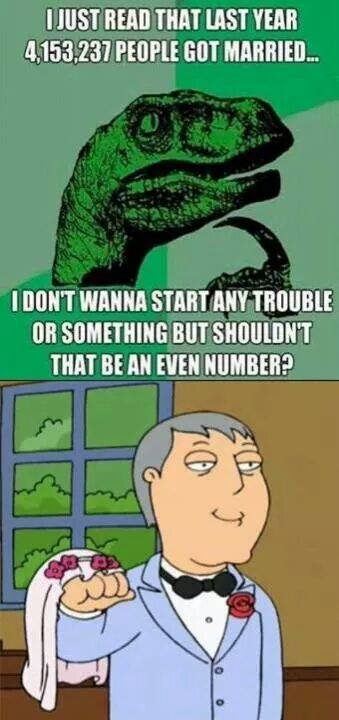 I JUST READ THAT LAST YEAR
4,153,237 PEOPLE GOT MARRIED...
I DON'T WANNA START ANY TROUBLE
OR SOMETHING BUT SHOULDN'T
THAT BE AN EVEN NUMBER?